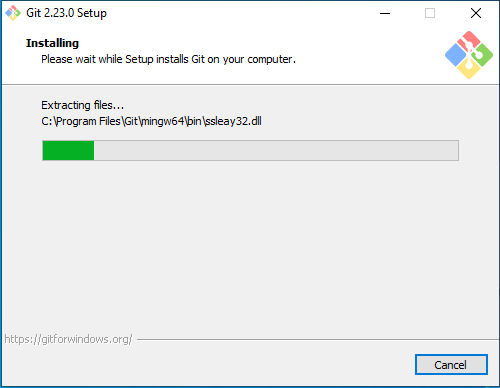 Git 2.23.0 Setup
Installing
Please wait while Setup installs Git on your computer.
Extracting files...
C:\Program Files\Git\mingw64\bin\ssleay32.dll
https://gitforwindows.org/
Cancel